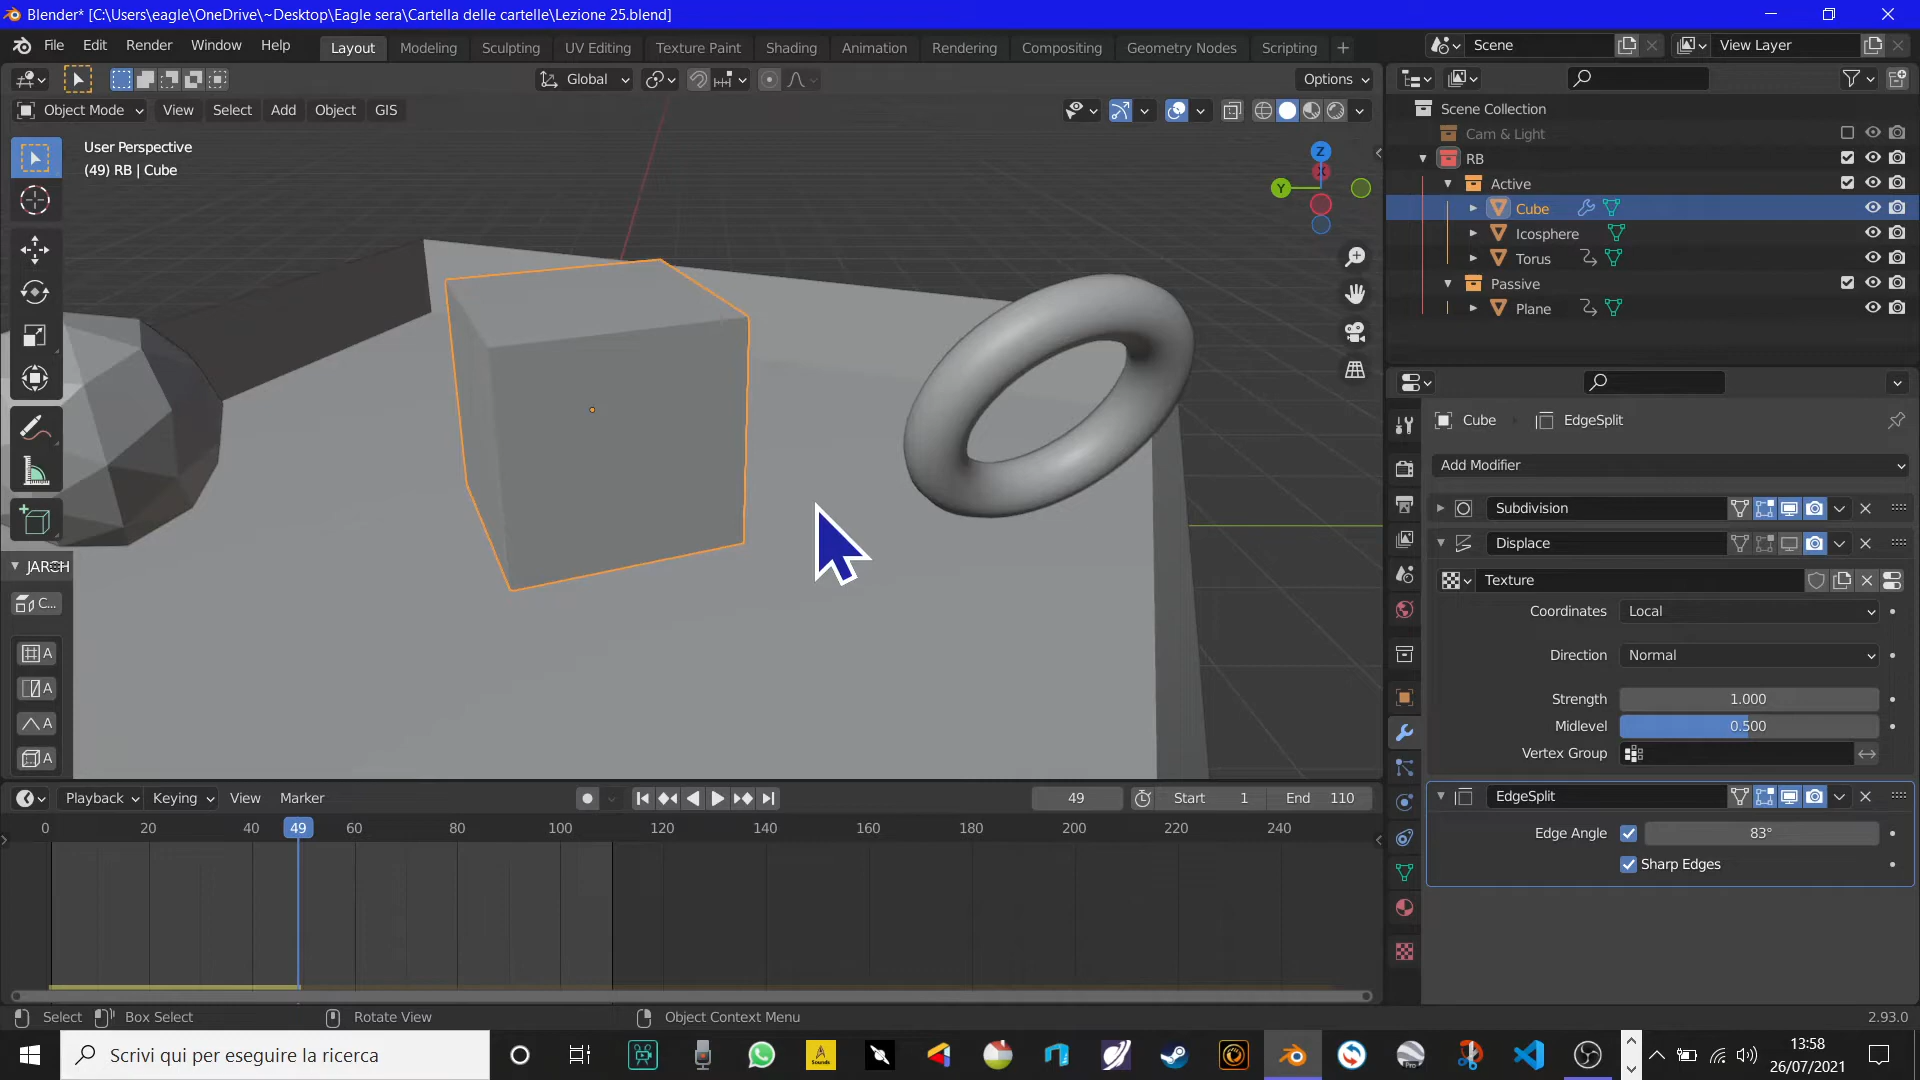 Blender* [C:\Users\eagle\OneDrive\~Desktop\Eagle sera\Cartella delle cartelle\Lezione 25.blend]
File Edit Render Window Help Layout Modeling Sculpting UV Editing Texture Paint Shading Animation Rendering Compositing Geometry Nodes Scripting + Scene View Layer
Global Options
Object Mode View Select Add Object GIS
User Perspective
(49) RB | Cube
Z
X
Y
JARCH
C...
A
A
A
A
Scene Collection
Cam & Light
RB
Active
Cube
Icosphere
Torus
Passive
Plane
Cube EdgeSplit
Add Modifier
Subdivision
Displace
Texture
Coordinates Local
Direction Normal
Strength 1.000
Midlevel 0.500
Vertex Group
EdgeSplit
Edge Angle 83°
Sharp Edges
Playback Keying View Marker 49 Start 1 End 110
0 20 40 49 60 80 100 120 140 160 180 200 220 240
Select Box Select Rotate View Object Context Menu 2.93.0
Scrivi qui per eseguire la ricerca
13:58
26/07/2021